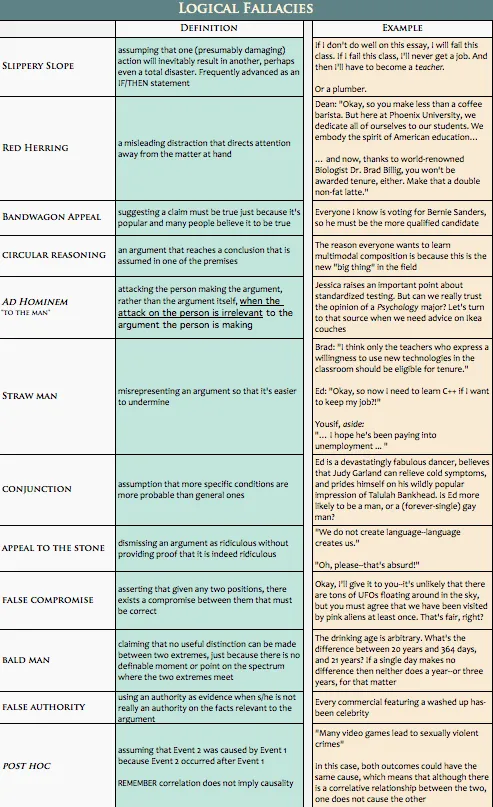 Logical Fallacies
Definition
Example
Slippery Slope
assumping that one (presumably damaging)
action will inevitably result in another, perhaps
even a total disaster. Frequently advanced as an
IF/THEN statement
If I don't do well on this essay, I will fail this
class. If I fail this class, I'll never get a job. And
then I'll have to become a teacher.
Or a plumber.
Red Herring
a misleading distraction that directs attention
away from the matter at hand
Dean: "Okay, so you make less than a coffee
barista. But here at Phoenix University, we
dedicate all of ourselves to our students. We
embody the spirit of American education...
... and now, thanks to world-renowned
Biologist Dr. Brad Billig, you won't be
awarded tenure, either. Make that a double
non-fat latte."
Bandwagon Appeal
suggesting a claim must be true just because it's
popular and many people believe it to be true
Everyone I know is voting for Bernie Sanders,
so he must be the more qualified candidate
circular reasoning
an argument that reaches a conclusion that is
assumed in one of the premises
The reason everyone wants to learn
multimodal composition is because this is the
new "big thing" in the field
Ad Hominem
"to the man"
attacking the person making the argument,
rather than the argument itself, when the
attack on the person is irrelevant to the
argument the person is making
Jessica raises an important point about
standardized testing. But can we really trust
the opinion of a Psychology major? Let's turn
to that source when we need advice on Ikea
couches
Straw man
misrepresenting an argument so that it's easier
to undermine
Brad: "I think only the teachers who express a
willingness to use new technologies in the
classroom should be eligible for tenure."
Ed: "Okay, so now I need to learn C++ if I want
to keep my job?!"
Yousif, aside:
"... I hope he's been paying into
unemployment ... "
conjunction
assumption that more specific conditions are
more probable than general ones
Ed is a devastatingly fabulous dancer, believes
that Judy Garland can relieve cold symptoms,
and prides himself on his wildly popular
impression of Talulah Bankhead. Is Ed more
likely to be a man, or a (forever-single) gay
man?
appeal to the stone
dismissing an argument as ridiculous without
providing proof that it is indeed ridiculous
"We do not create language--language
creates us."
"Oh, please--that's absurd!"
false compromise
asserting that given any two positions, there
exists a compromise between them that must
be correct
Okay, I'll give it to you--it's unlikely that there
are tons of UFOs floating around in the sky,
but you must agree that we have been visited
by pink aliens at least once. That's fair, right?
bald man
claiming that no useful distinction can be made
between two extremes, just because there is no
definable moment or point on the spectrum
where the two extremes meet
The drinking age is arbitrary. What's the
difference between 20 years and 364 days,
and 21 years? If a single day makes no
difference then neither does a year--or three
years, for that matter
false authority
using an authority as evidence when s/he is not
really an authority on the facts relevant to the
argument
Every commercial featuring a washed up has-
been celebrity
post hoc
assuming that Event 2 was caused by Event 1
because Event 2 occurred after Event 1
REMEMBER correlation does not imply causality
"Many video games lead to sexually violent
crimes"
In this case, both outcomes could have the
same cause, which means that although there
is a correlative relationship between the two,
one does not cause the other